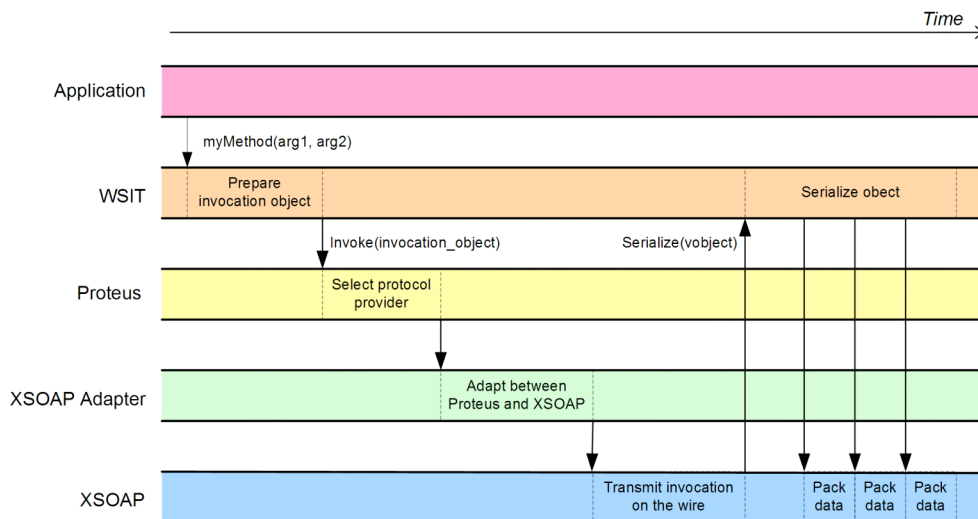 Time
Application
myMethod(arg1, arg2)
WSIT
Prepare
invocation object
Serialize obect
Invoke(invocation_object)
Serialize(vobject)
Proteus
Select protocol
provider
XSOAP Adapter
Adapt between
Proteus and XSOAP
XSOAP
Transmit invocation
on the wire
Pack
data
Pack
data
Pack
data